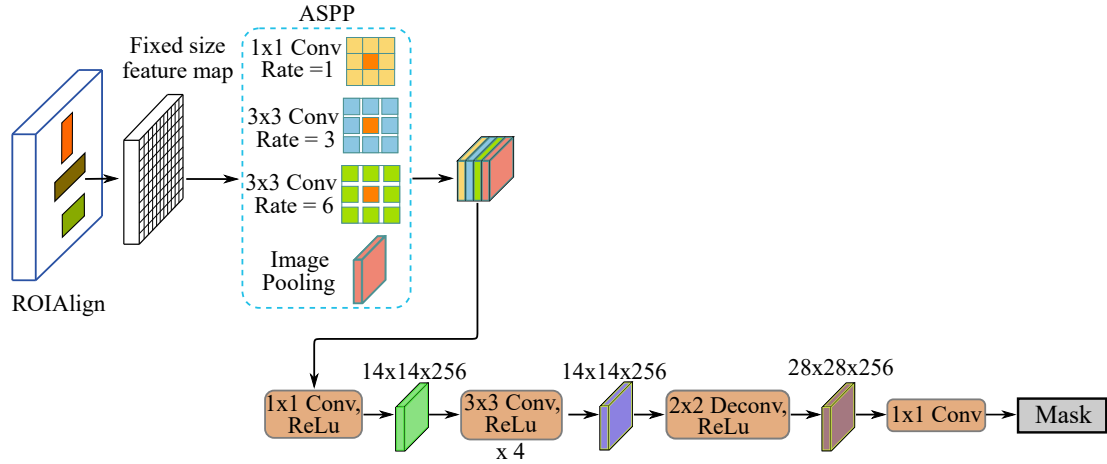 ASPP
Fixed size
feature map
1x1 Conv
Rate =1
3x3 Conv
Rate = 3
3x3 Conv
Rate = 6
Image
Pooling
ROIAlign
14x14x256
14x14x256
28x28x256
1x1 Conv,
ReLu
3x3 Conv,
ReLu
x 4
2x2 Deconv,
ReLu
1x1 Conv
Mask